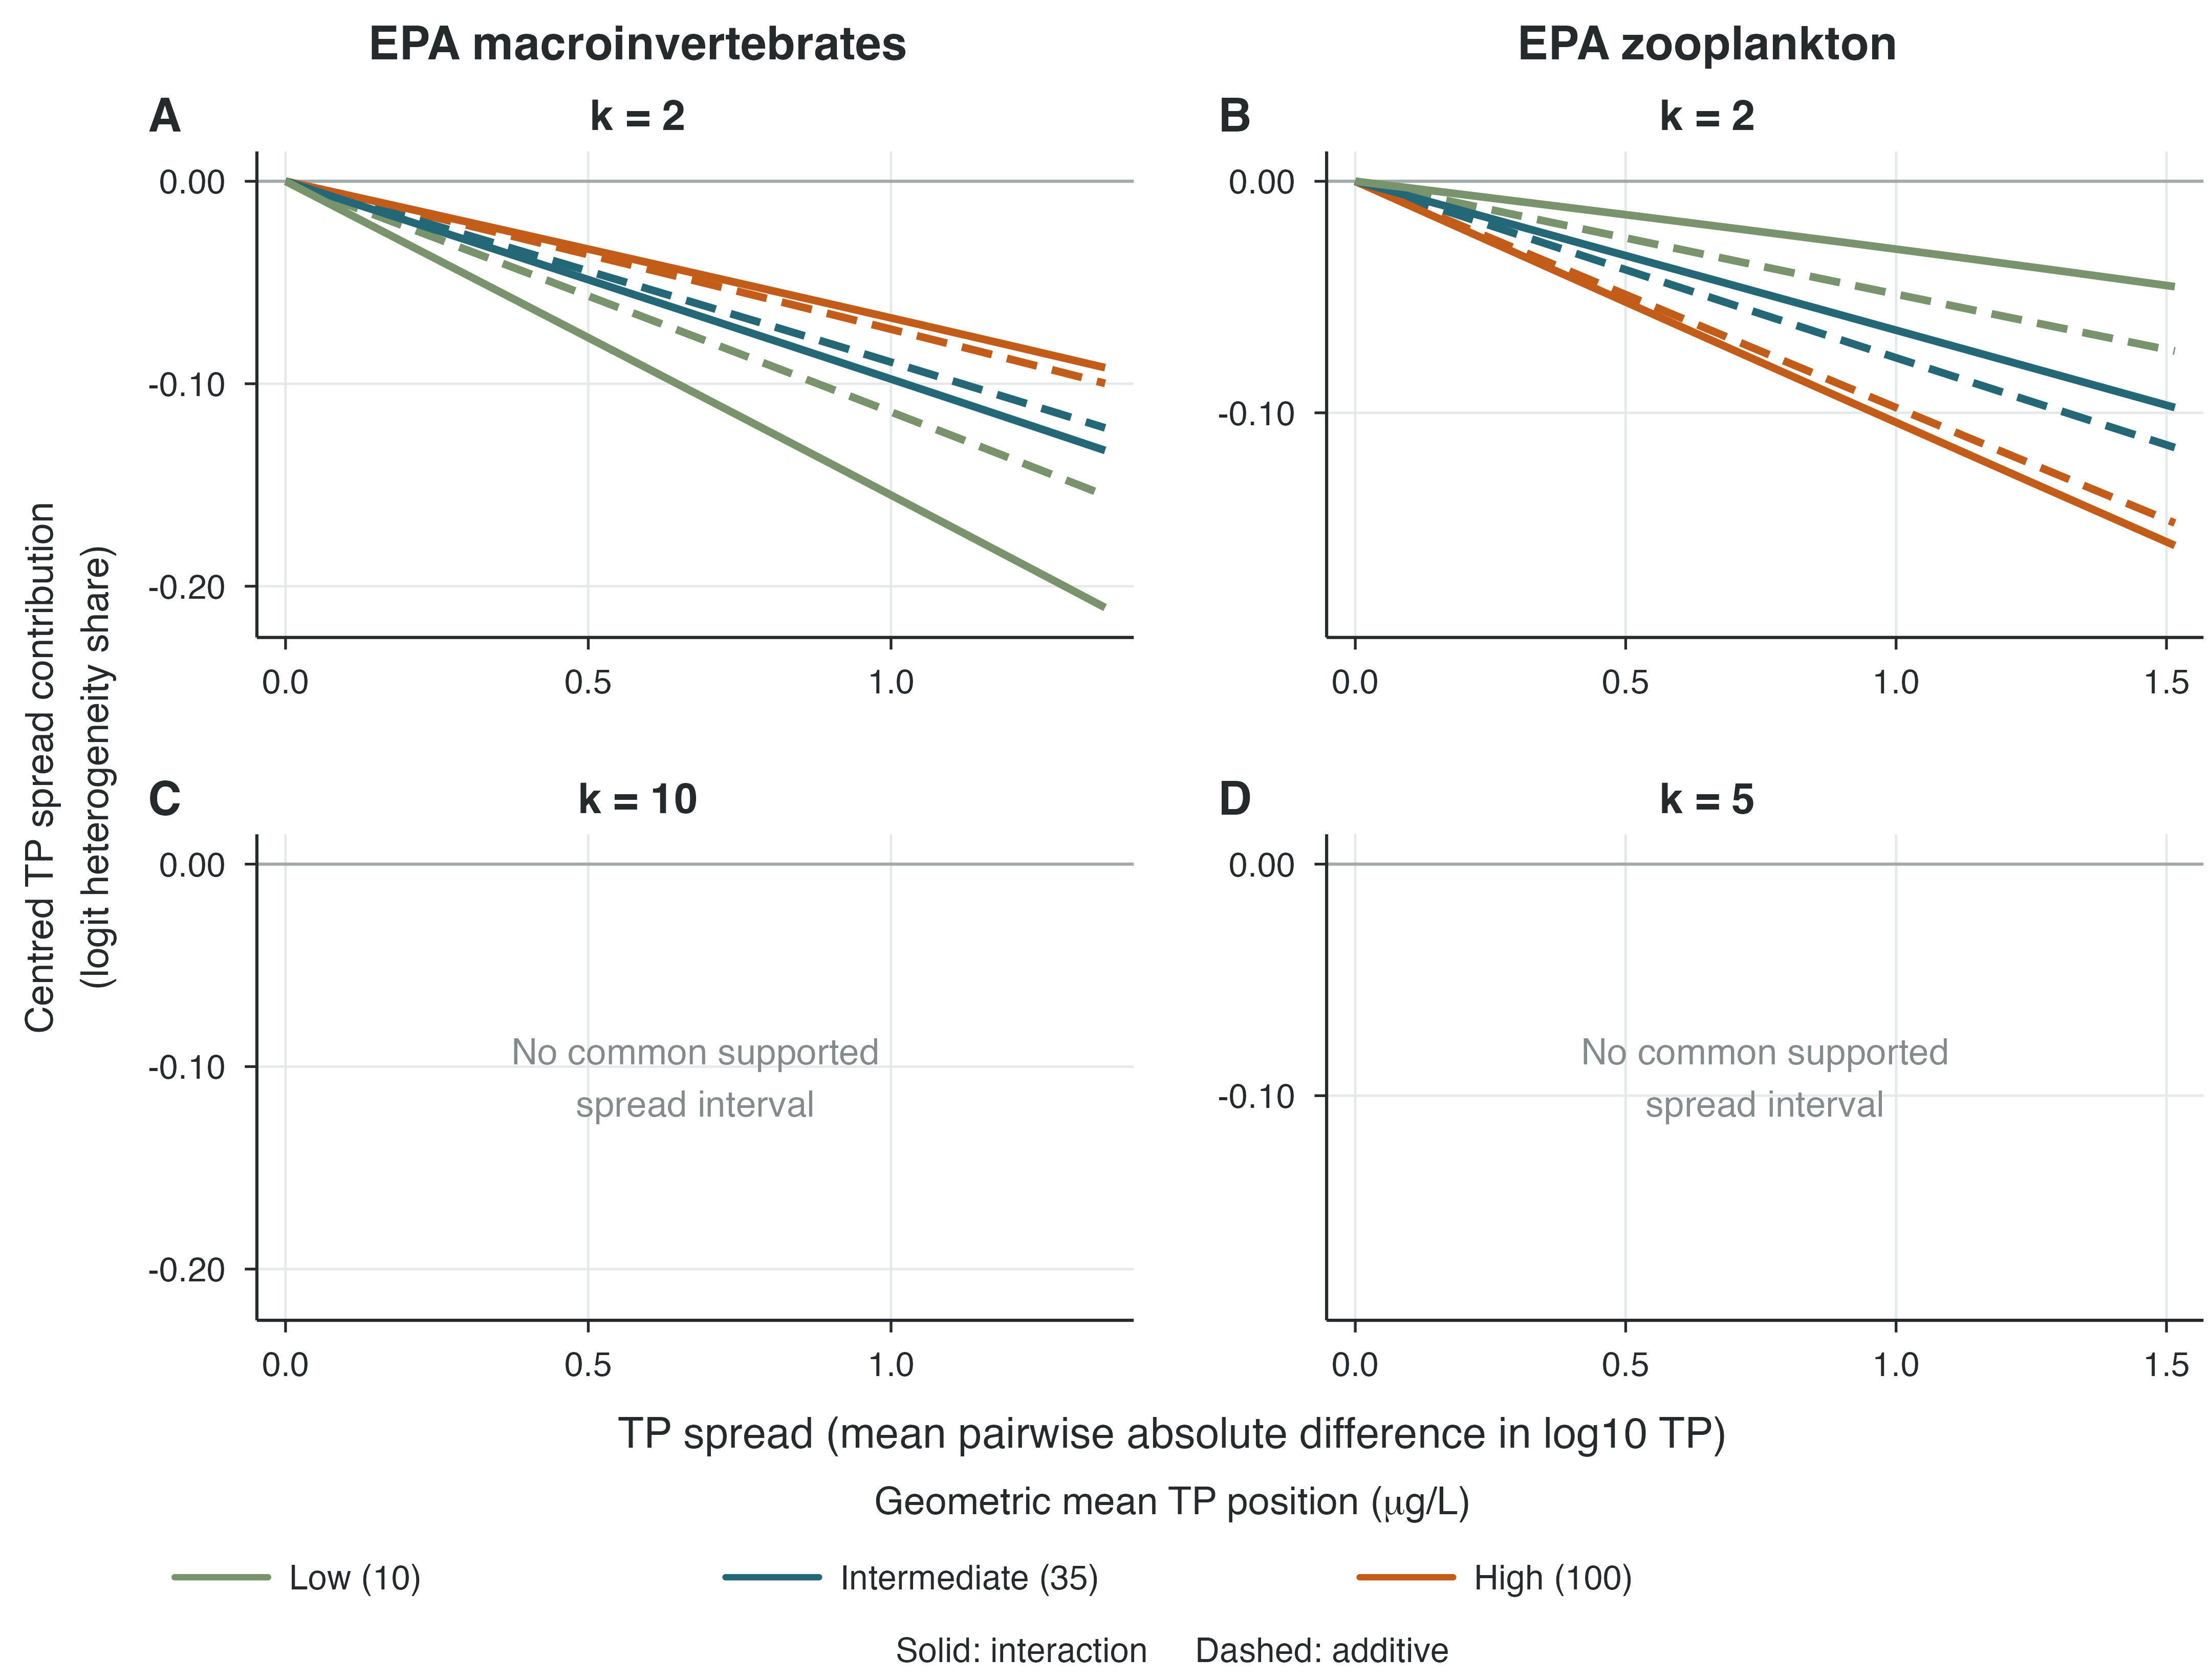 EPA macroinvertebrates
EPA zooplankton
A
k = 2
B
k = 2
0.00
-0.10
-0.20
0.0
0.5
1.0
0.00
-0.10
0.0
0.5
1.0
1.5
Centred TP spread contribution
(logit heterogeneity share)
C
k = 10
D
k = 5
0.00
-0.10
-0.20
No common supported
spread interval
0.0
0.5
1.0
0.00
-0.10
No common supported
spread interval
0.0
0.5
1.0
1.5
TP spread (mean pairwise absolute difference in log10 TP)
Geometric mean TP position (μg/L)
Low (10)
Intermediate (35)
High (100)
Solid: interaction Dashed: additive